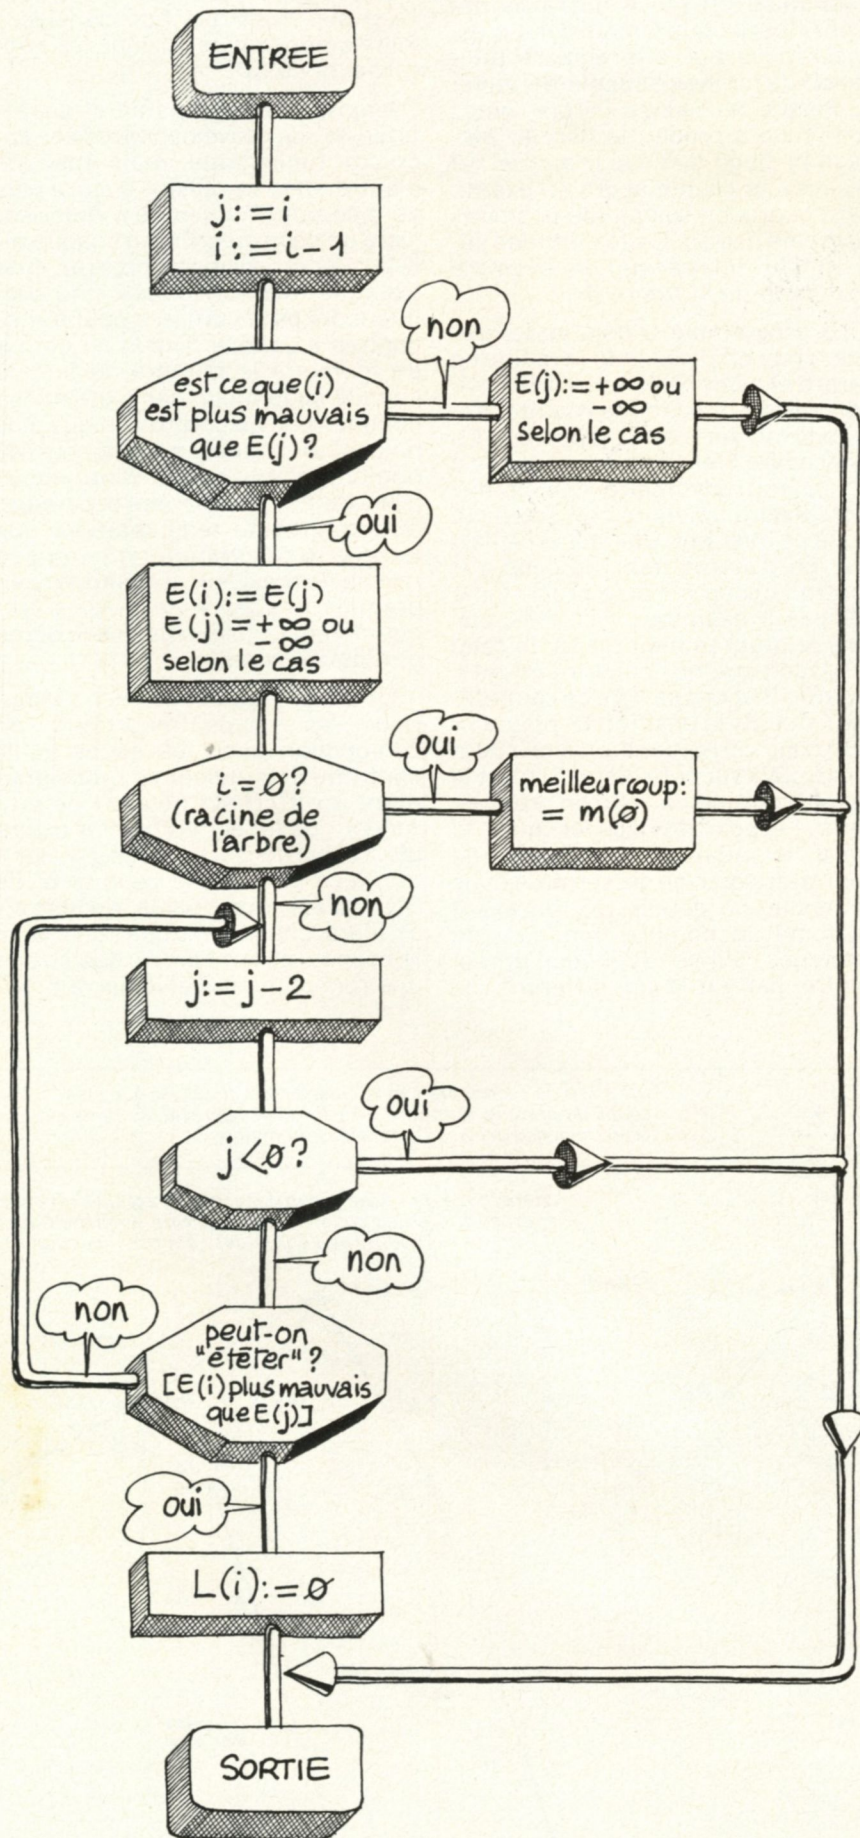 ENTREE
j:=i
i:=i-1
est ce que(i)
est plus mauvais
que E(j)?
non
E(j):=+∞ ou
-∞
selon le cas
oui
E(i):=E(j)
E(j)=+∞ ou
-∞
selon le cas
i=Ø?
(racine de
l'arbre)
oui
meilleurcoup:
= m(Ø)
non
j:=j-2
j<Ø?
oui
non
peut-on
"étêter"?
[E(i)plus mauvais
que E(j)]
non
oui
L(i):=Ø
SORTIE